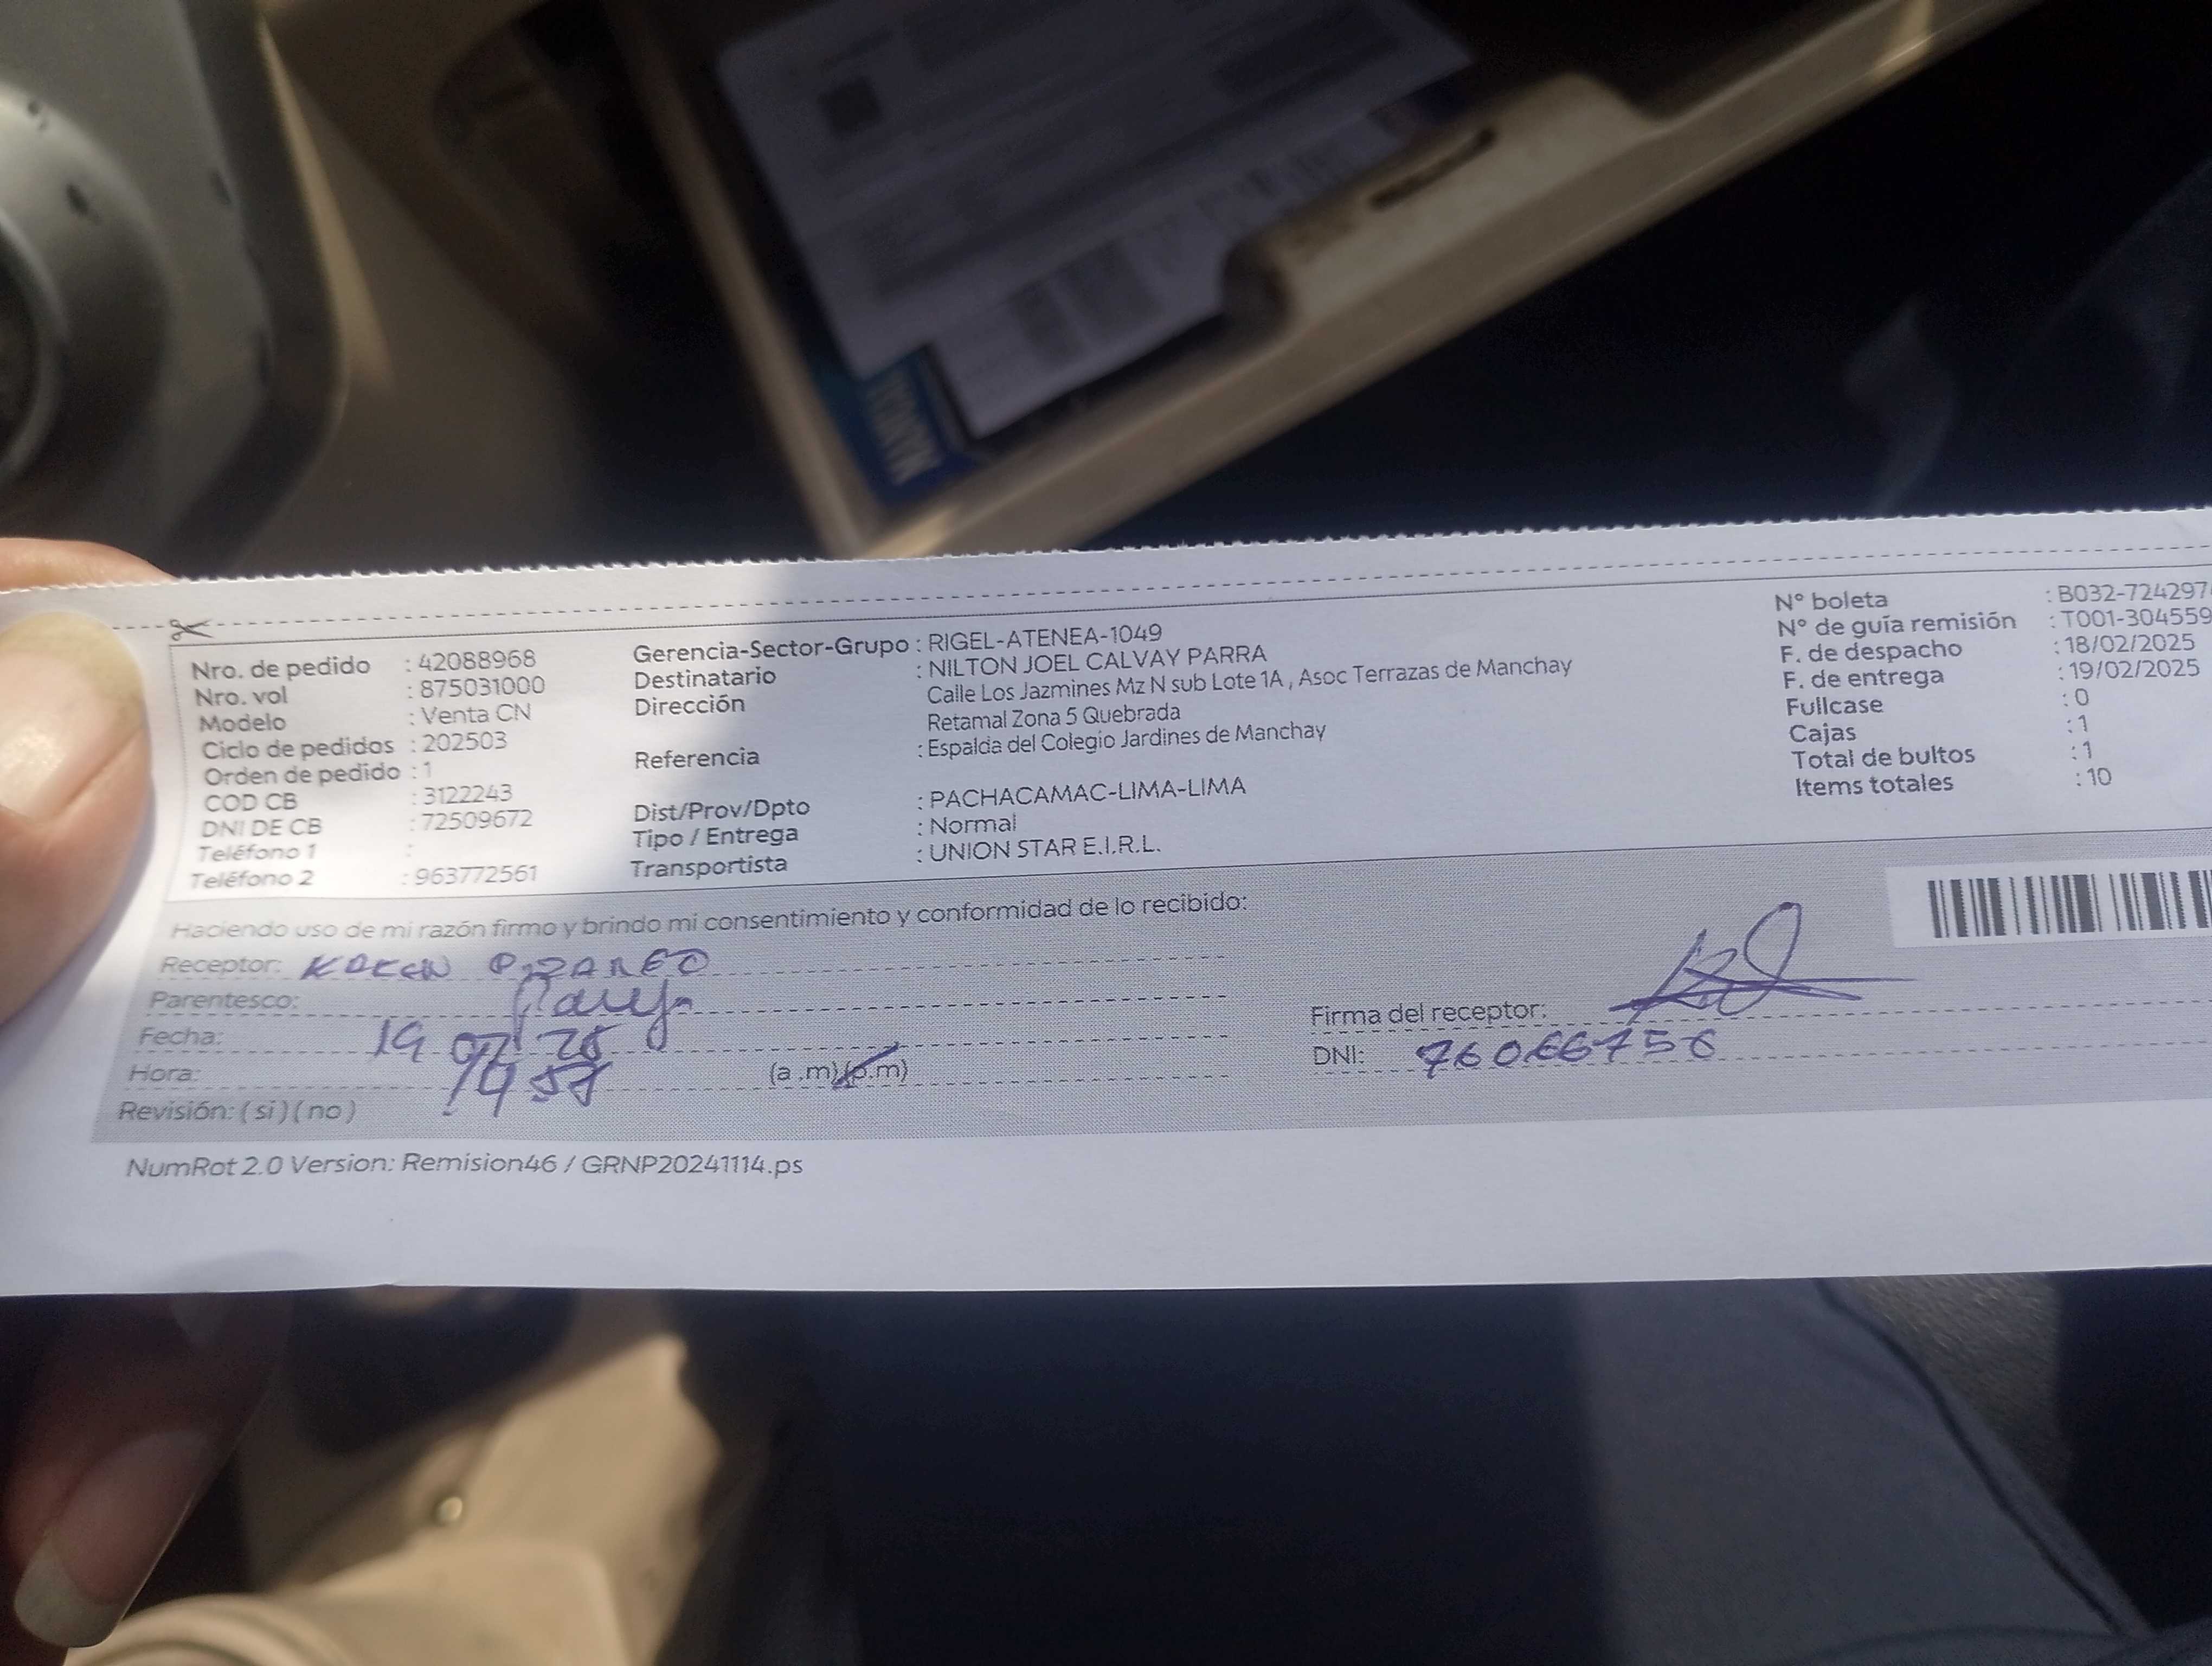 Nro. de pedido : 42088968
Nro. vol : 875031000
Modelo : Venta CN
Ciclo de pedidos : 202503
Orden de pedido : 1
COD CB : 3122243
DNI DE CB : 72509672
Teléfono 1 :
Teléfono 2 : 963772561
Gerencia-Sector-Grupo : RIGEL-ATENEA-1049
Destinatario : NILTON JOEL CALVAY PARRA
Dirección Calle Los Jazmines Mz N sub Lote 1A , Asoc Terrazas de Manchay
Retamal Zona 5 Quebrada
Referencia : Espalda del Colegio Jardines de Manchay
Dist/Prov/Dpto : PACHACAMAC-LIMA-LIMA
Tipo / Entrega : Normal
Transportista : UNION STAR E.I.R.L.
N° boleta : B032-724297
N° de guía remisión : T001-304559
F. de despacho : 18/02/2025
F. de entrega : 19/02/2025
Fullcase : 0
Cajas : 1
Total de bultos : 1
Items totales : 10
Haciendo uso de mi razón firmo y brindo mi consentimiento y conformidad de lo recibido:
Receptor: KAREN
Parentesco:
Fecha: 19 02 25
Hora: 14 57 (a .m) (p.m)
Revisión: ( si ) ( no )
Firma del receptor:
DNI: 76066756
NumRot 2.0 Version: Remision46 / GRNP20241114.ps